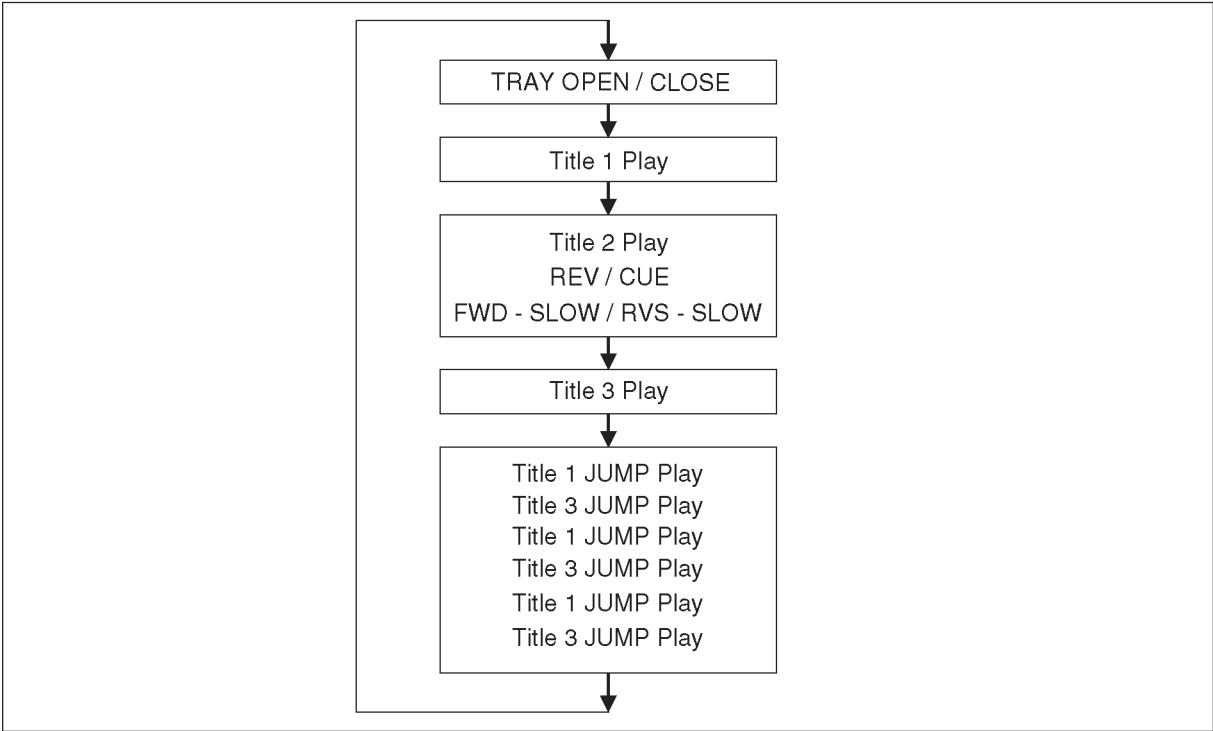 TRAY OPEN / CLOSE
Title 1 Play
Title 2 Play
REV / CUE
FWD - SLOW / RVS - SLOW
Title 3 Play
Title 1 JUMP Play
Title 3 JUMP Play
Title 1 JUMP Play
Title 3 JUMP Play
Title 1 JUMP Play
Title 3 JUMP Play